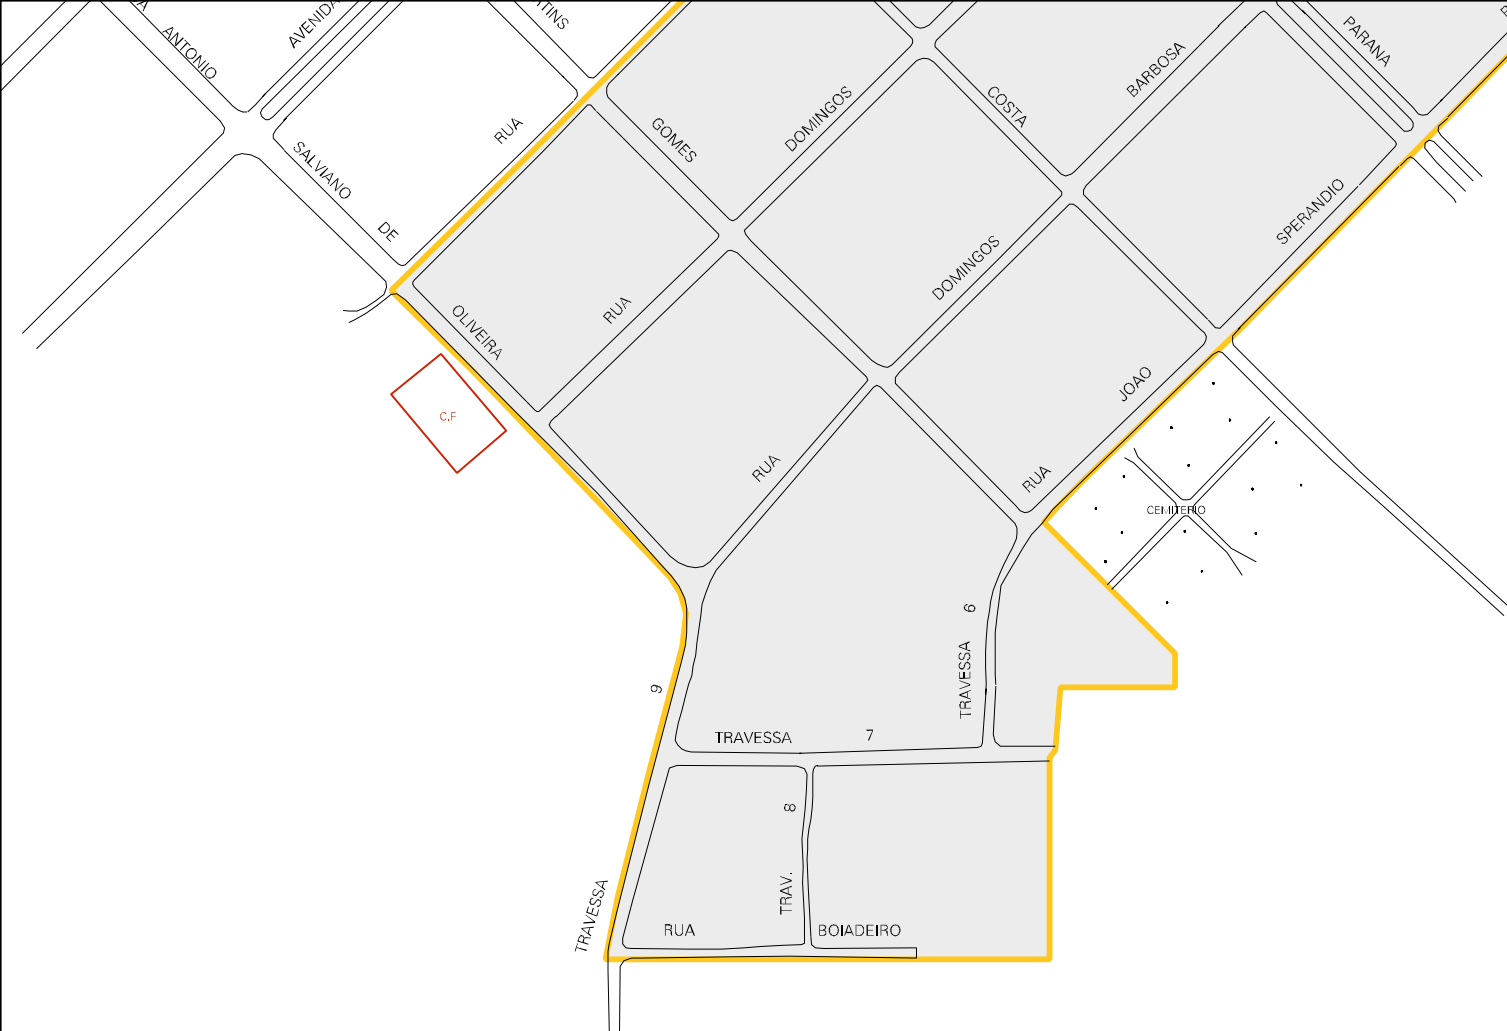 ANTONIO
AVENIDA
TINS
PARANA
BARBOSA
COSTA
DOMINGOS
GOMES
RUA
SALVIANO
DE
SPERANDIO
DOMINGOS
RUA
OLIVEIRA
JOAO
C.F
RUA
RUA
CEMITERIO
6
TRAVESSA
9
TRAVESSA
7
8
TRAV.
TRAVESSA
RUA
BOIADEIRO